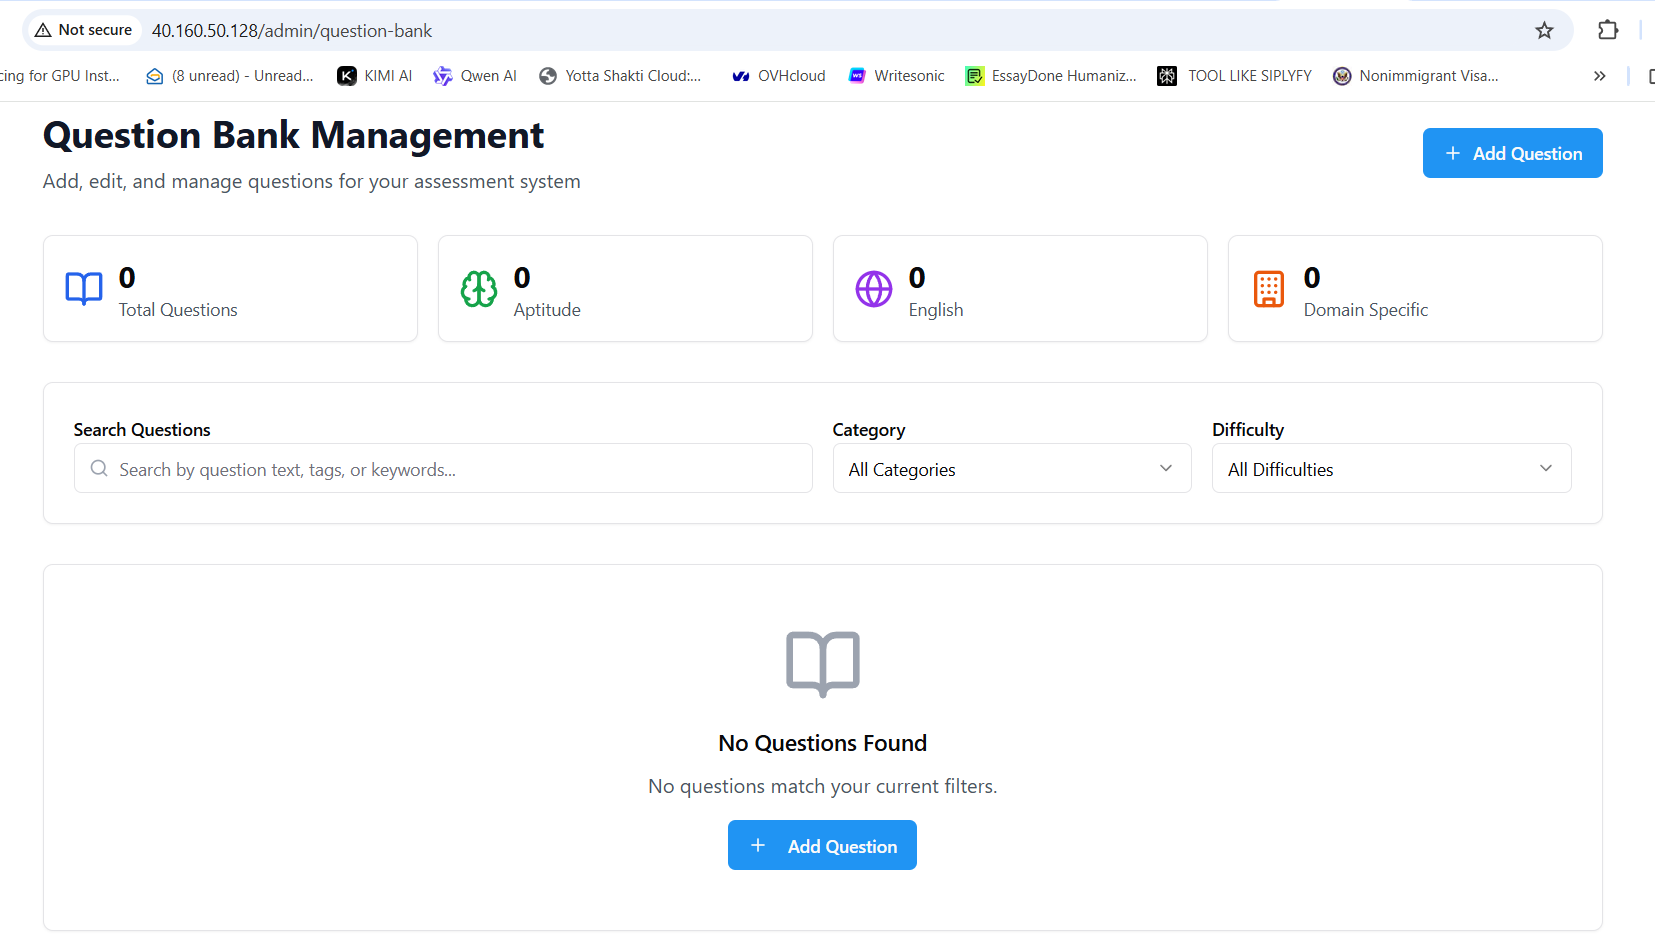 Not secure 40.160.50.128/admin/question-bank
cing for GPU Inst... (8 unread) - Unread... KIMI AI Qwen AI Yotta Shakti Cloud:... OVHcloud Writesonic EssayDone Humaniz... TOOL LIKE SIPLYFY Nonimmigrant Visa...
Question Bank Management
Add, edit, and manage questions for your assessment system
+ Add Question
0
Total Questions
0
Aptitude
0
English
0
Domain Specific
Search Questions
Search by question text, tags, or keywords...
Category
All Categories
Difficulty
All Difficulties
No Questions Found
No questions match your current filters.
+ Add Question